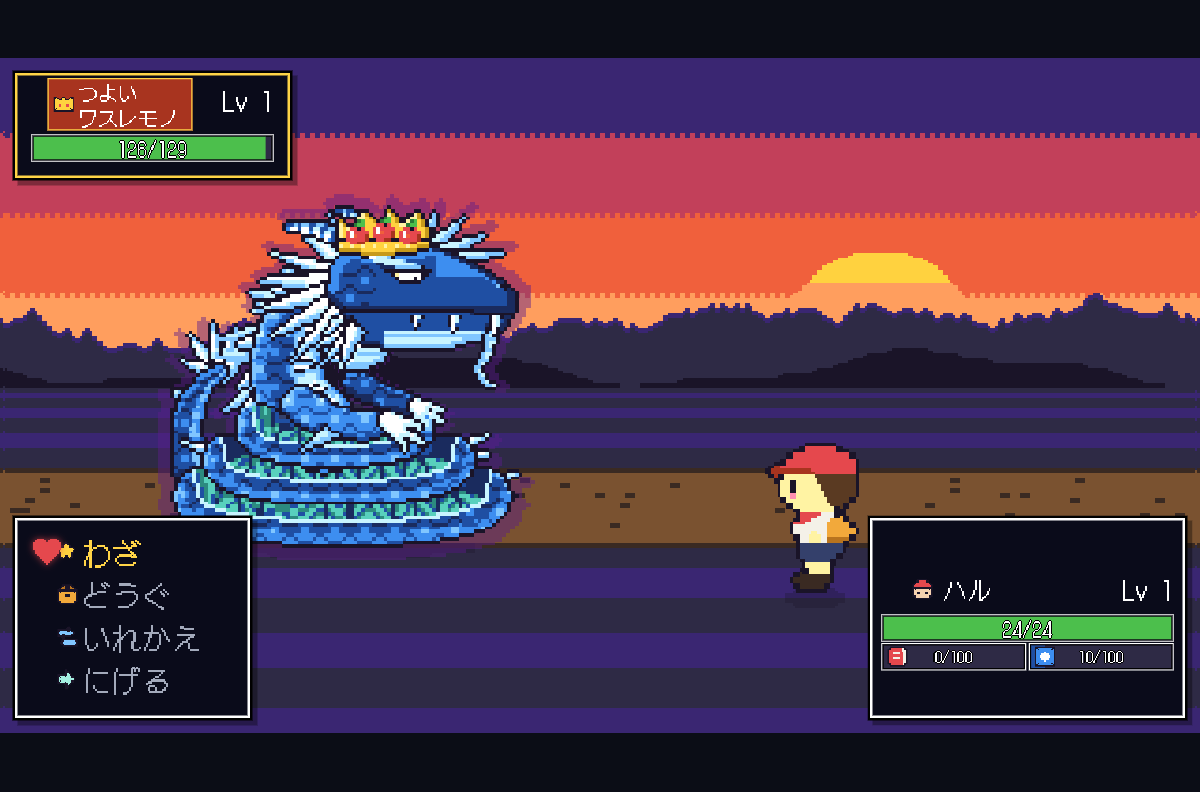 つよい
ワスレモノ
Lv 1
126/129
わざ
どうぐ
いれかえ
にげる
ハル
Lv 1
24/24
0/100
10/100